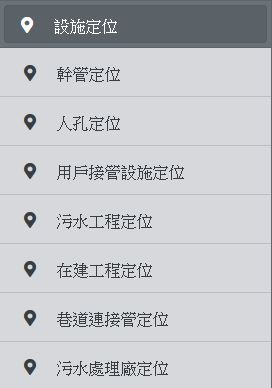 設施定位
幹管定位
人孔定位
用戶接管設施定位
污水工程定位
在建工程定位
巷道連接管定位
污水處理廠定位